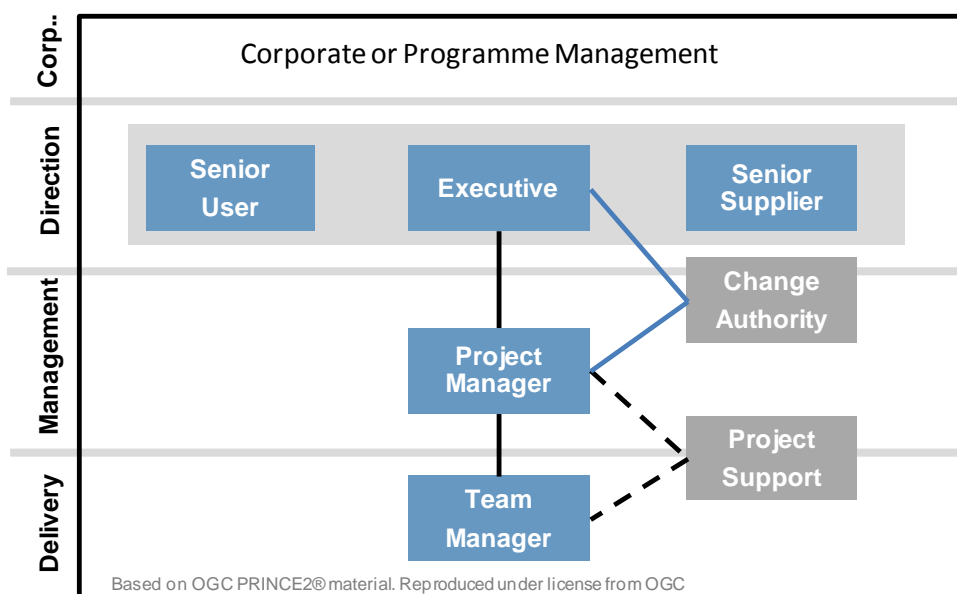 Corp..
Corporate or Programme Management
Direction
Senior
User
Executive
Senior
Supplier
Management
Change
Authority
Project
Manager
Project
Support
Delivery
Team
Manager
Based on OGC PRINCE2® material. Reproduced under license from OGC